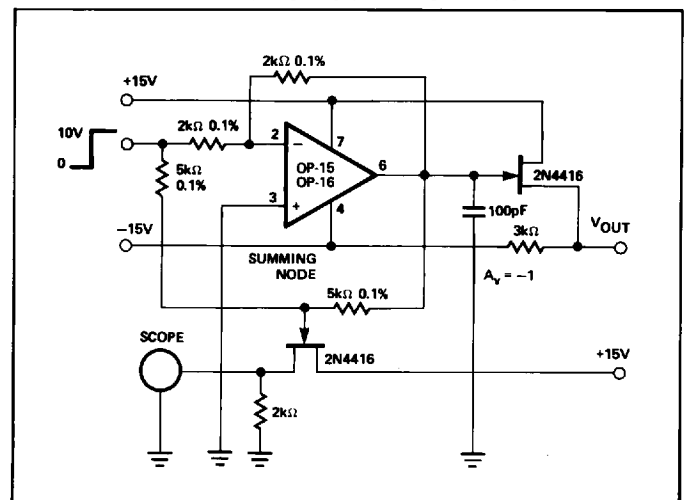 2kΩ 0.1%
+15V
10V
0
2kΩ 0.1%
5kΩ
0.1%
2
7
OP-15
OP-16
6
2N4416
3
4
100pF
−15V
3kΩ
VOUT
SUMMING
NODE
AV = −1
5kΩ 0.1%
SCOPE
2N4416
+15V
2kΩ
− +